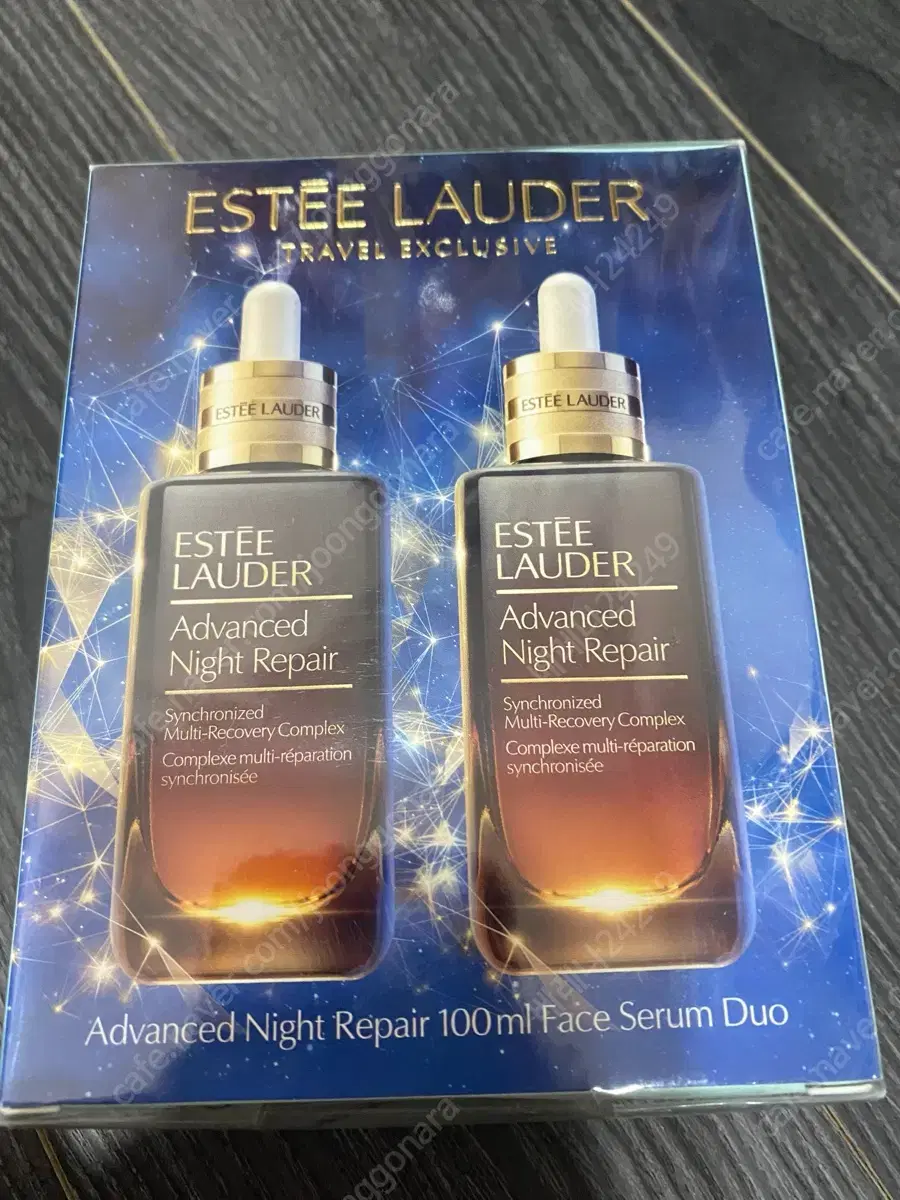 ESTĒE LAUDER
TRAVEL EXCLUSIVE
ESTĒE LAUDER
ESTĒE
LAUDER
Advanced
Night Repair
Synchronized
Multi-Recovery Complex
Complexe multi-réparation
synchronisée
ESTĒE LAUDER
ESTĒE
LAUDER
Advanced
Night Repair
Synchronized
Multi-Recovery Complex
Complexe multi-réparation
synchronisée
Advanced Night Repair 100ml Face Serum Duo